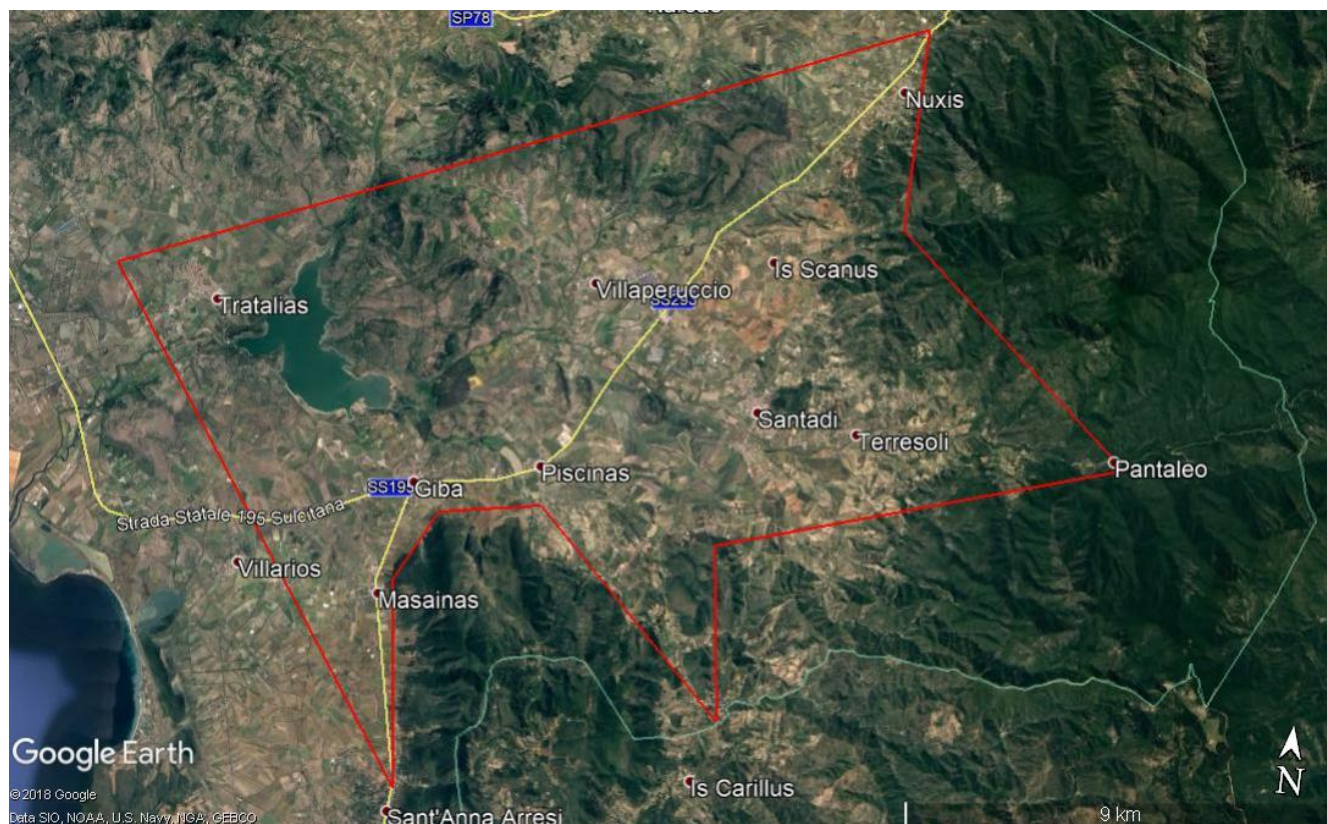 SP78
Nuxis
Is Scanus
Villaperuccio
SS293
Tratalias
Santadi
Terresoli
Pantaleo
Piscinas
SS195
Giba
Strada Statale 195 Sulcitana
Villarios
Masainas
Google Earth
Is Carillus
N
© 2018 Google
Data SIO, NOAA, U.S. Navy, NGA, GEBCO
Sant'Anna Arresi
9 km